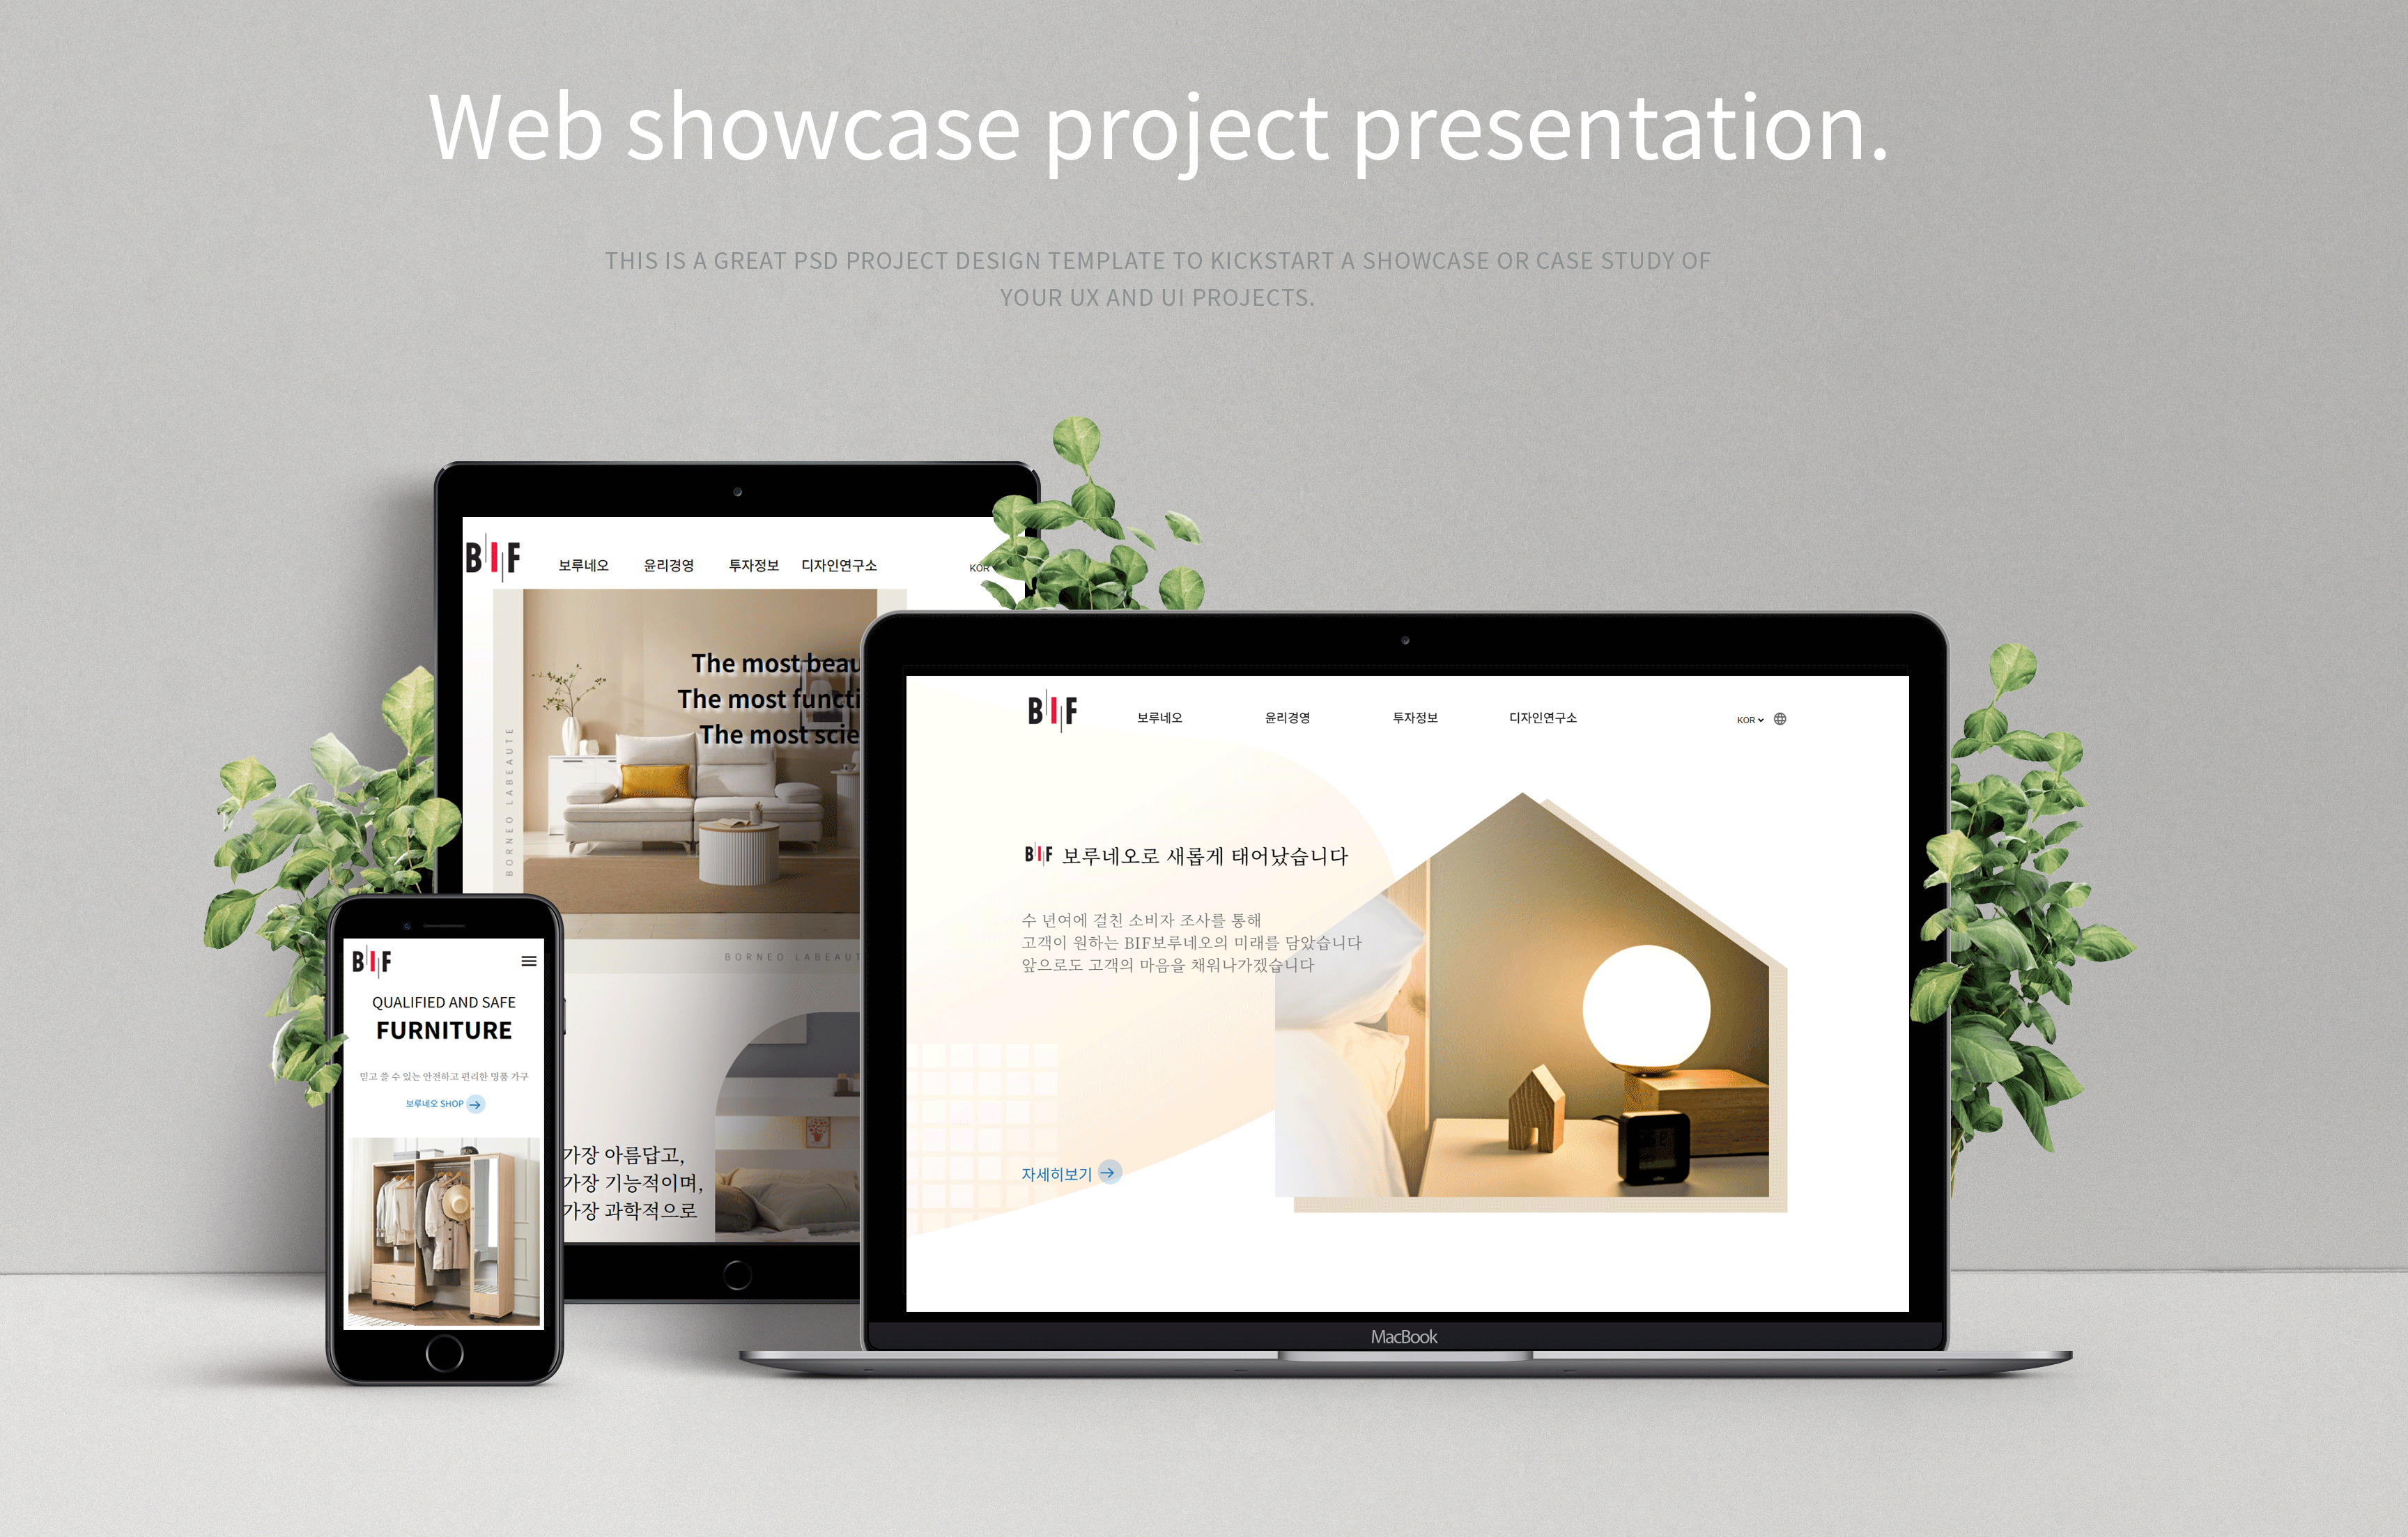 Web showcase project presentation.
THIS IS A GREAT PSD PROJECT DESIGN TEMPLATE TO KICKSTART A SHOWCASE OR CASE STUDY OF
YOUR UX AND UI PROJECTS.
BIF
보루네오 윤리경영 투자정보 디자인연구소 KOR
The most beau
The most functi
The most scie
BORNEO LABEAUTE
BORNEO LABEAUT
가장 아름답고,
가장 기능적이며,
가장 과학적으로
BIF
보루네오 윤리경영 투자정보 디자인연구소 KOR
BIF 보루네오로 새롭게 태어났습니다
수 년여에 걸친 소비자 조사를 통해
고객이 원하는 BIF보루네오의 미래를 담았습니다
앞으로도 고객의 마음을 채워나가겠습니다
자세히보기
MacBook
BIF
QUALIFIED AND SAFE
FURNITURE
믿고 쓸 수 있는 안전하고 편리한 명품 가구
보루네오 SHOP